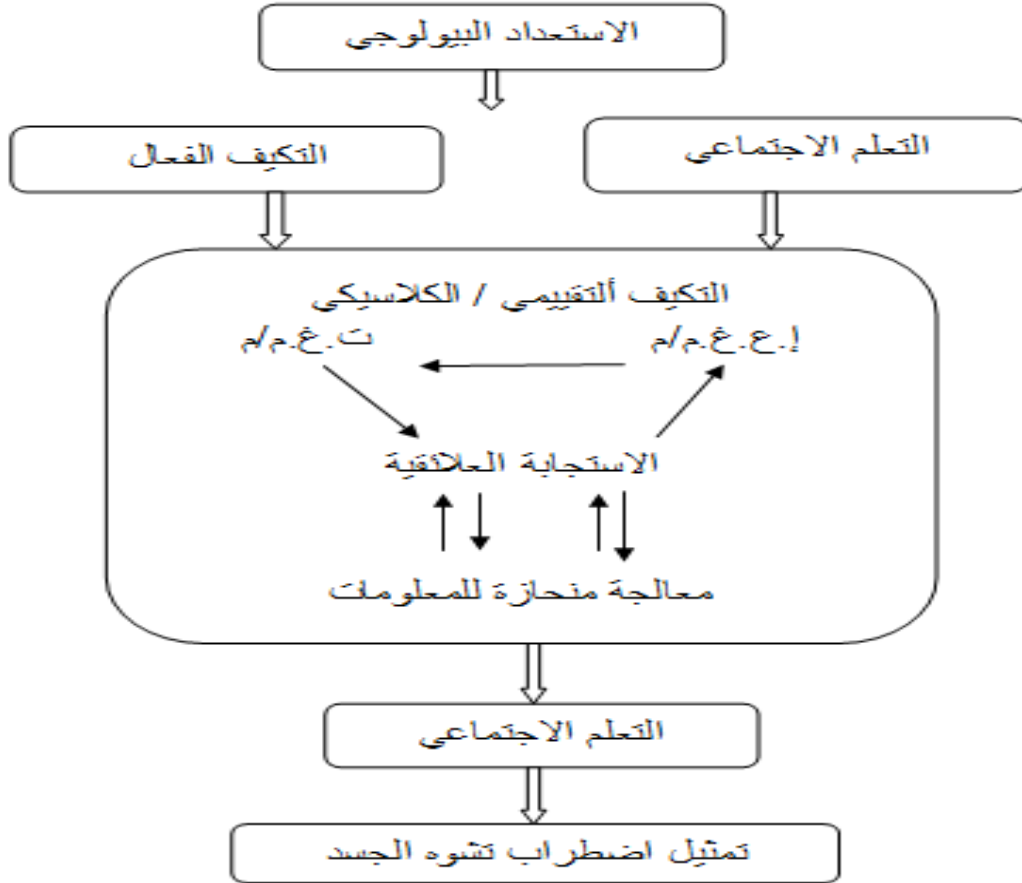 الاستعداد البيولوجي
التعلم الاجتماعي
التكيف الفعال
التكيف ألتقييمي / الكلاسيكي
إ.ع.غ.م/م
ت.غ.م/م
الاستجابة العلائقية
معالجة منحازة للمعلومات
التعلم الاجتماعي
تمثيل اضطراب تشوه الجسد